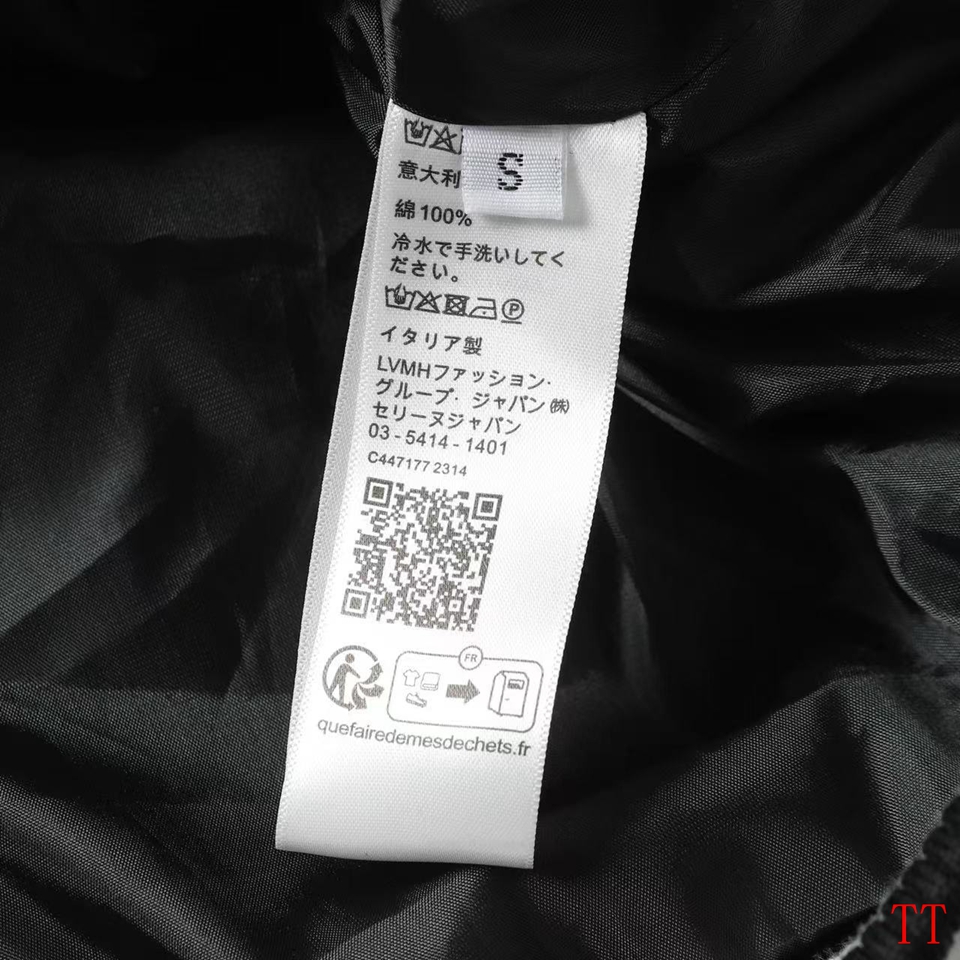 S
意大利
綿100%
冷水で手洗いしてく
ださい。
P
イタリア製
LVMHファッション·
グループ· ジャパン㈱
セリーヌジャパン
03 - 5414 - 1401
C447177 2314
FR
quefairedemesdechets.fr
TT